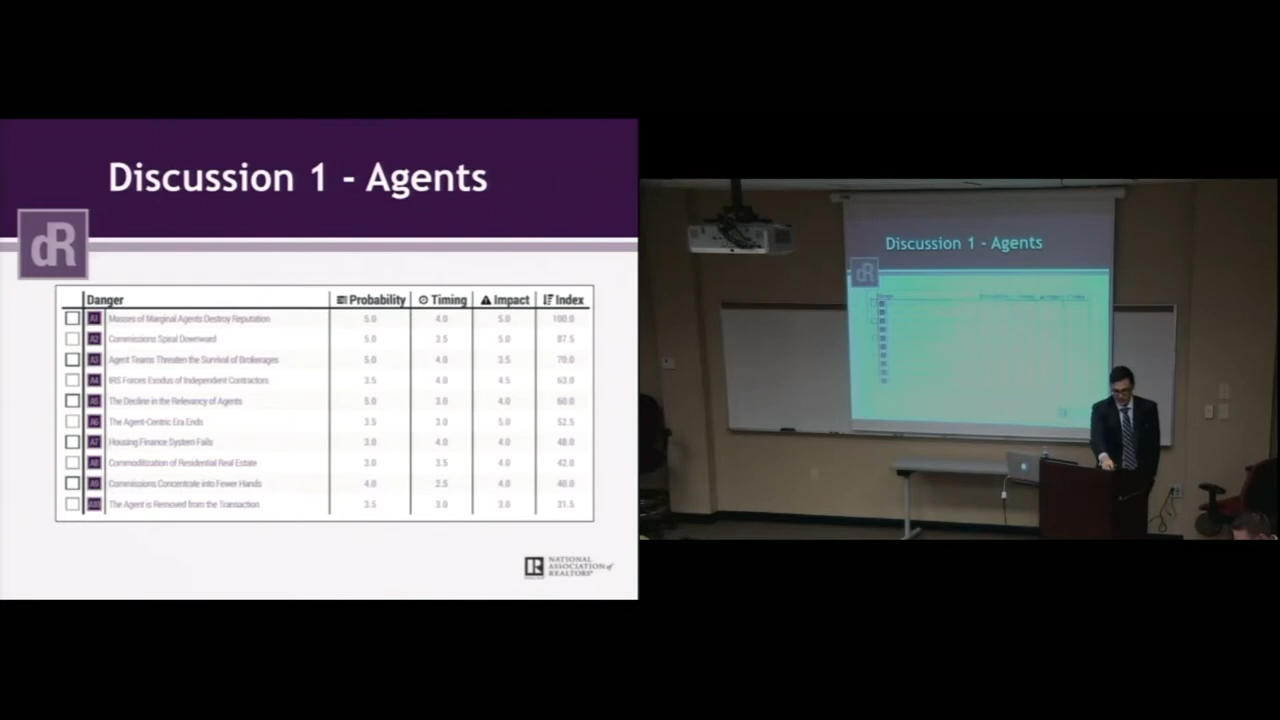 Discussion 1 - Agents
dR
Danger Probability Timing Impact Index
A1 Masses of Marginal Agents Destroy Reputation 5.0 4.0 5.0 100.0
A2 Commissions Spiral Downward 5.0 3.5 5.0 87.5
A3 Agent Teams Threaten the Survival of Brokerages 5.0 4.0 3.5 70.0
A4 IRS Forces Exodus of Independent Contractors 3.5 4.0 4.5 63.0
A5 The Decline in the Relevancy of Agents 5.0 3.0 4.0 60.0
A6 The Agent-Centric Era Ends 3.5 3.0 5.0 52.5
A7 Housing Finance System Fails 3.0 4.0 4.0 48.0
A8 Commoditization of Residential Real Estate 3.0 3.5 4.0 42.0
A9 Commissions Concentrate into Fewer Hands 4.0 2.5 4.0 40.0
A10 The Agent is Removed from the Transaction 3.5 3.0 3.0 31.5
NATIONAL
ASSOCIATION of
REALTORS®
Discussion 1 - Agents
dR